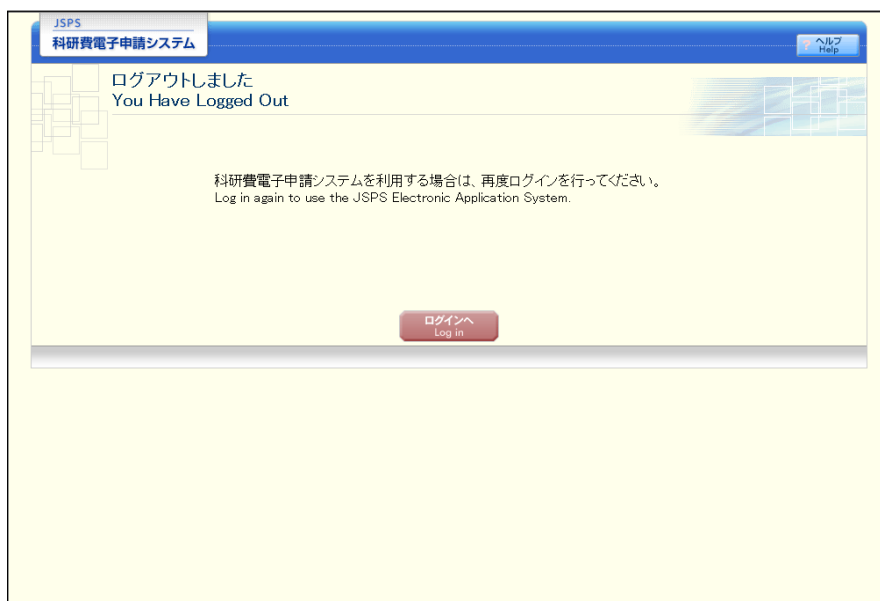 JSPS
科研費電子申請システム
? ヘルプ
Help
ログアウトしました
You Have Logged Out
科研費電子申請システムを利用する場合は、再度ログインを行ってください。
Log in again to use the JSPS Electronic Application System.
ログインへ
Log in